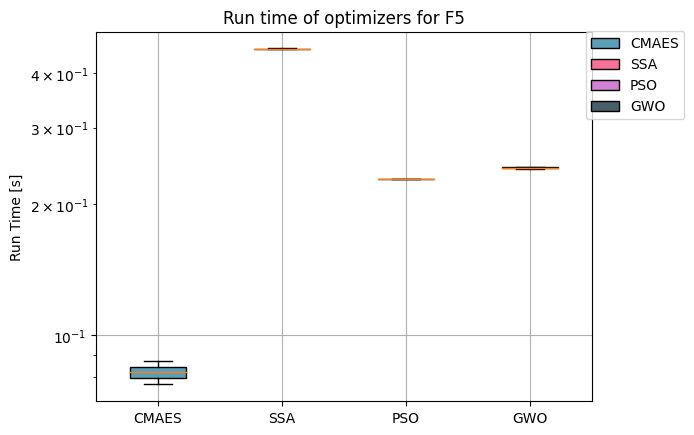 Run time of optimizers for F5
CMAES
SSA
PSO
GWO
4 × 10⁻¹
3 × 10⁻¹
2 × 10⁻¹
10⁻¹
Run Time [s]
CMAES SSA PSO GWO